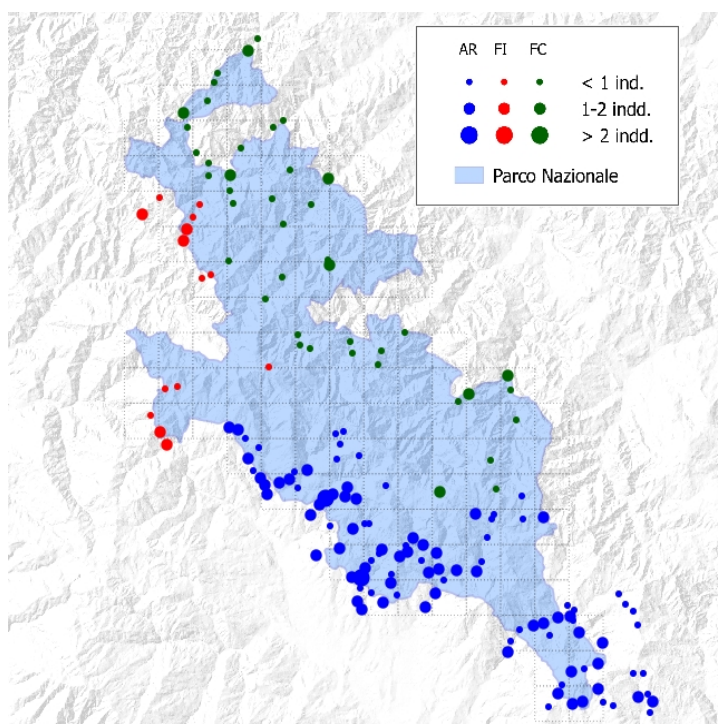 AR FI FC
< 1 ind.
1-2 indd.
> 2 indd.
Parco Nazionale